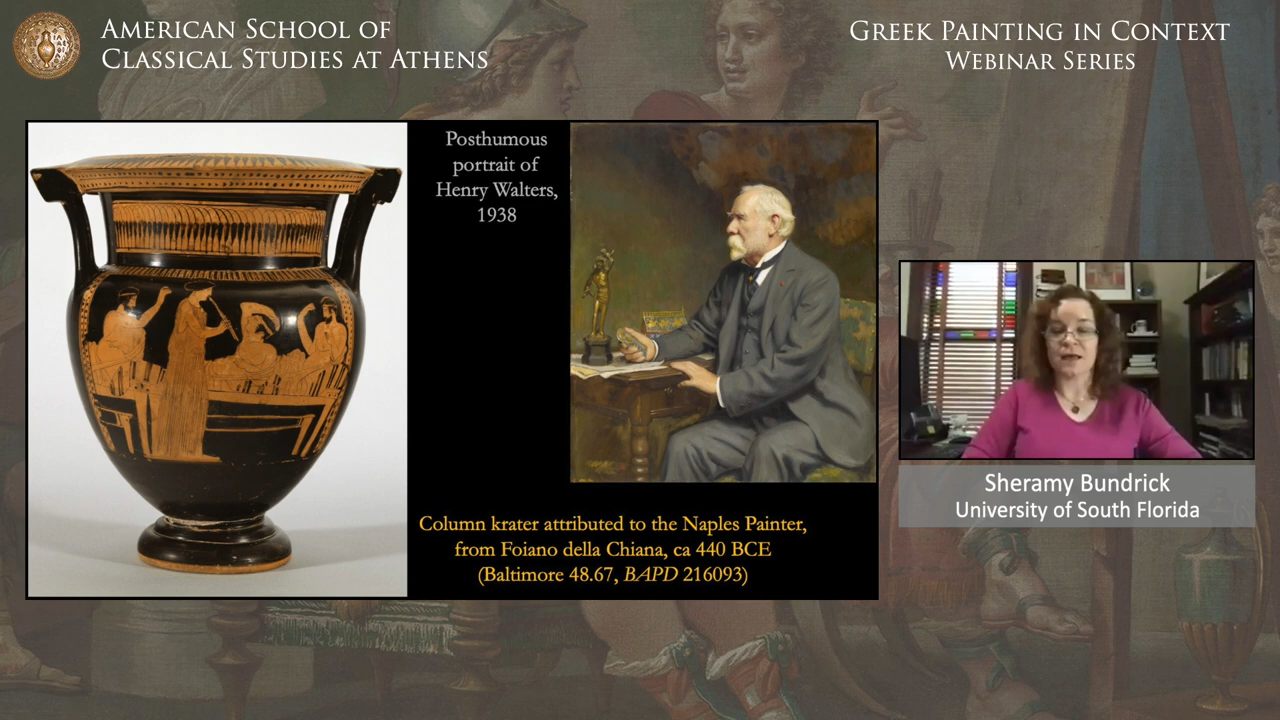 AMERICAN SCHOOL OF
CLASSICAL STUDIES AT ATHENS
GREEK PAINTING IN CONTEXT
WEBINAR SERIES
Posthumous
portrait of
Henry Walters,
1938
Column krater attributed to the Naples Painter,
from Foiano della Chiana, ca 440 BCE
(Baltimore 48.67, BAPD 216093)
Sheramy Bundrick
University of South Florida